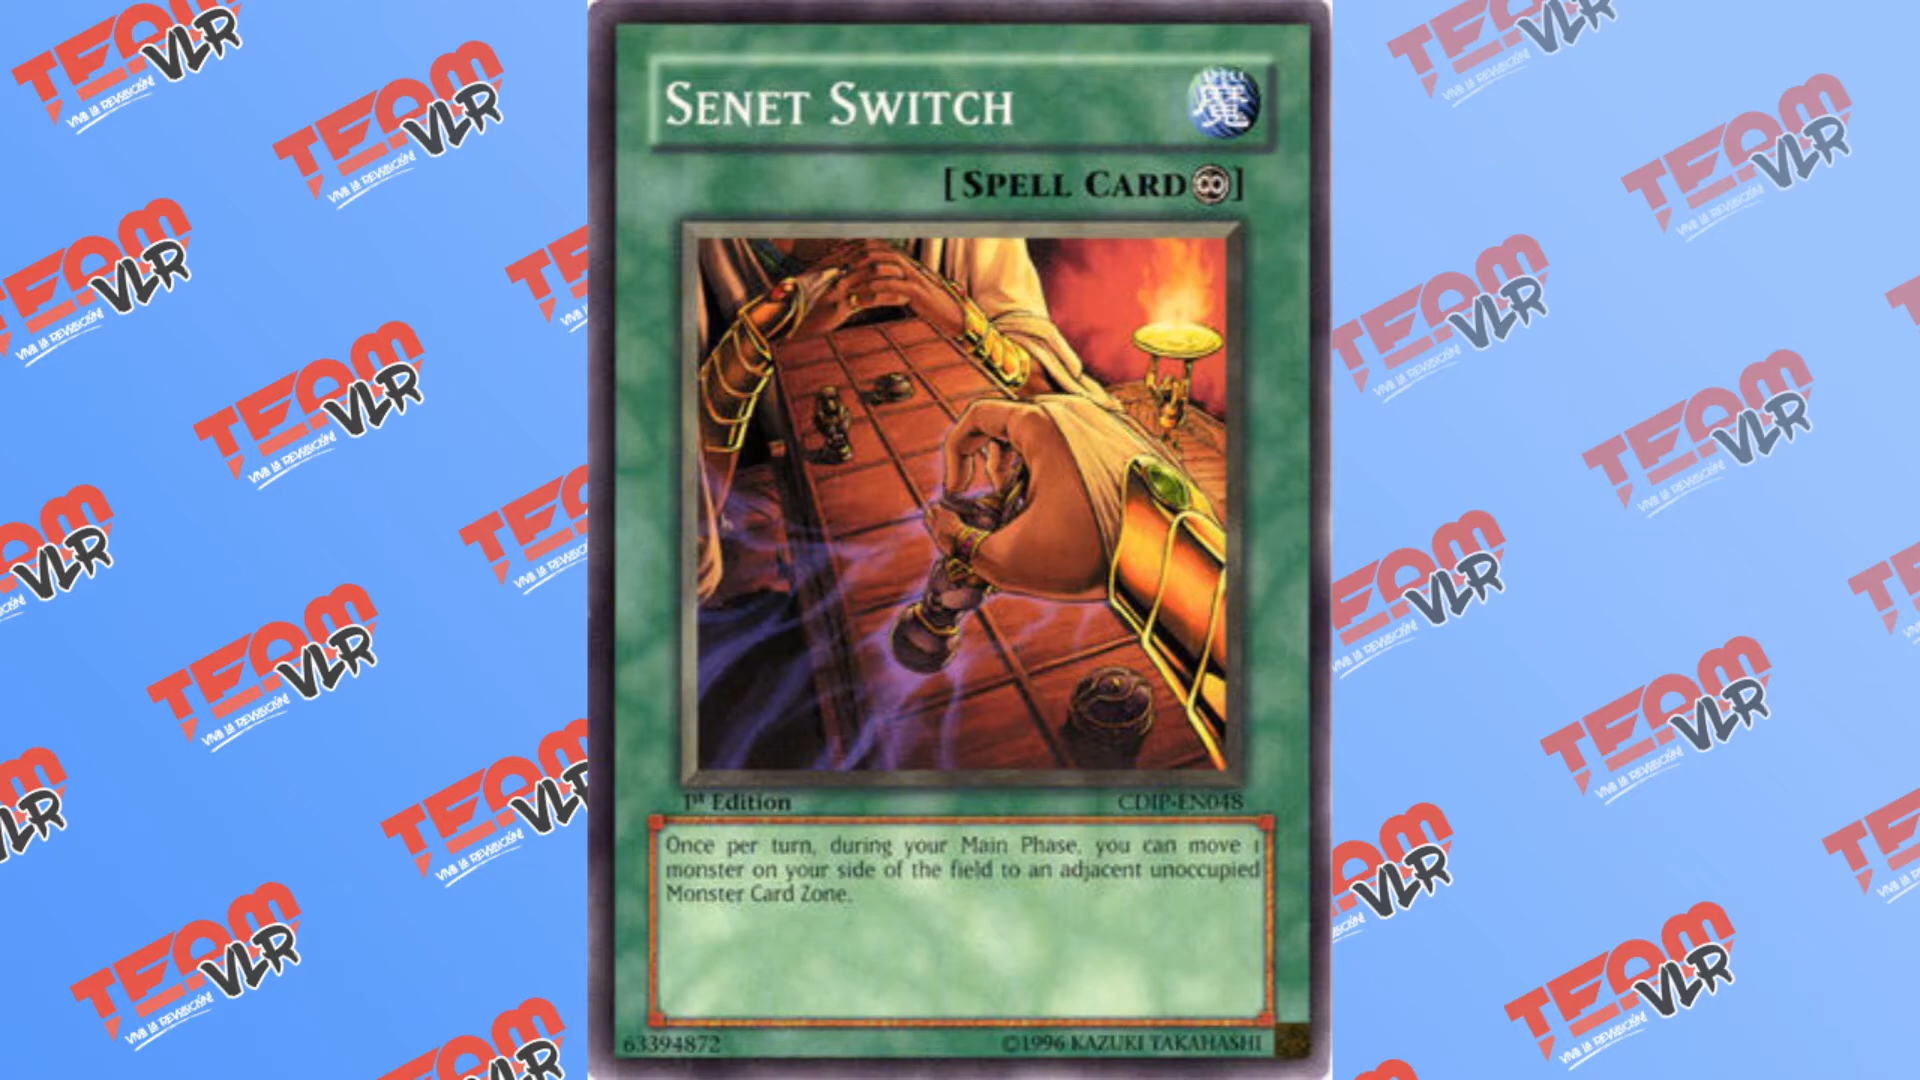 SENET SWITCH
魔
[SPELL CARD]
1st Edition
CDIP-EN048
Once per turn, during your Main Phase, you can move 1
monster on your side of the field to an adjacent unoccupied
Monster Card Zone.
63394872
©1996 KAZUKI TAKAHASHI
TEAM
VLR
VIVA LA REVVISIÓN!